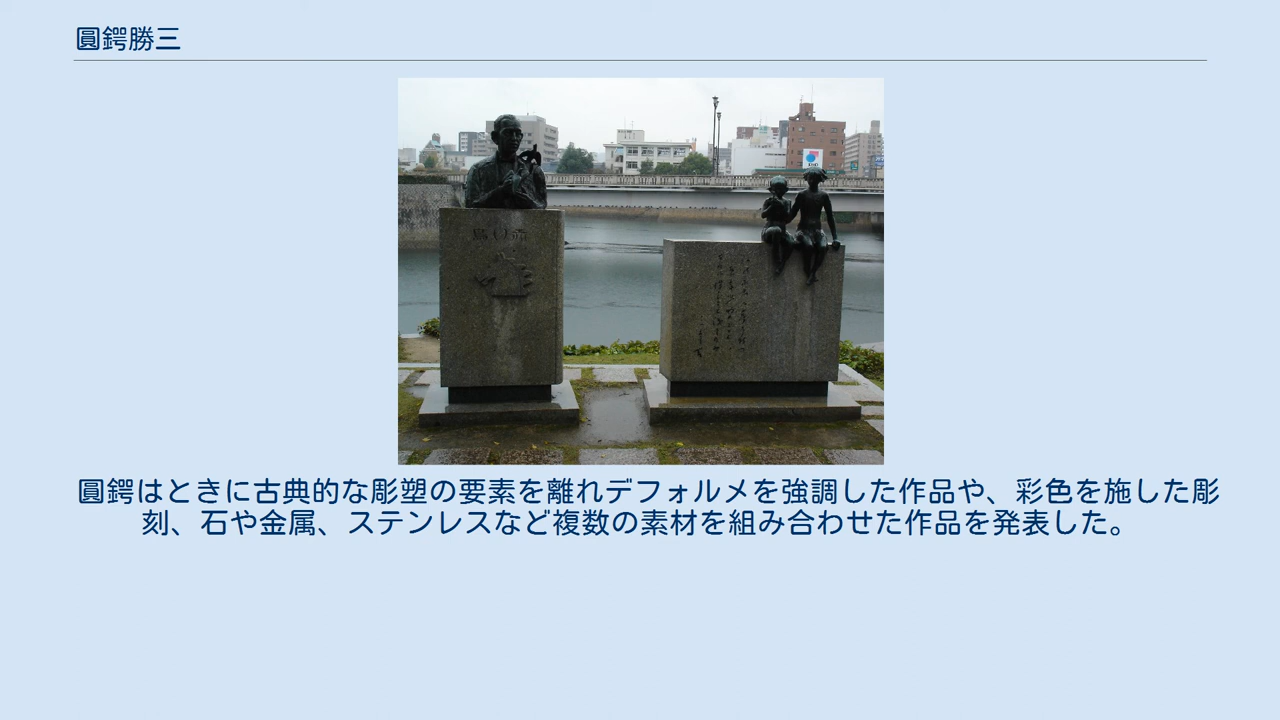 圓鍔勝三
圓鍔はときに古典的な彫塑の要素を離れデフォルメを強調した作品や、彩色を施した彫
刻、石や金属、ステンレスなど複数の素材を組み合わせた作品を発表した。